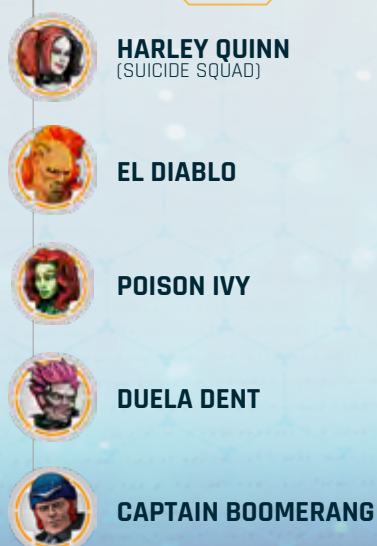 HARLEY QUINN
(SUICIDE SQUAD)
EL DIABLO
POISON IVY
DUELA DENT
CAPTAIN BOOMERANG